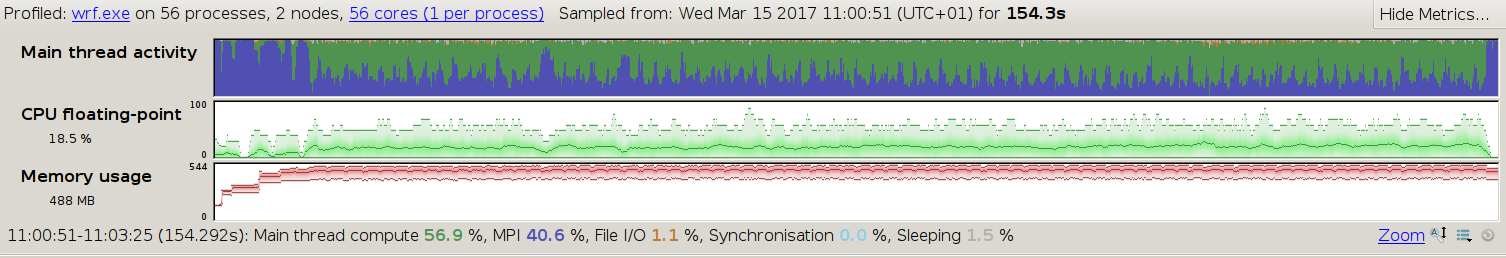 Profiled: wrf.exe on 56 processes, 2 nodes, 56 cores (1 per process) Sampled from: Wed Mar 15 2017 11:00:51 (UTC+01) for 154.3s
Hide Metrics...
Main thread activity
CPU floating-point
18.5 %
100
0
Memory usage
488 MB
544
0
11:00:51-11:03:25 (154.292s): Main thread compute 56.9 %, MPI 40.6 %, File I/O 1.1 %, Synchronisation 0.0 %, Sleeping 1.5 %
Zoom